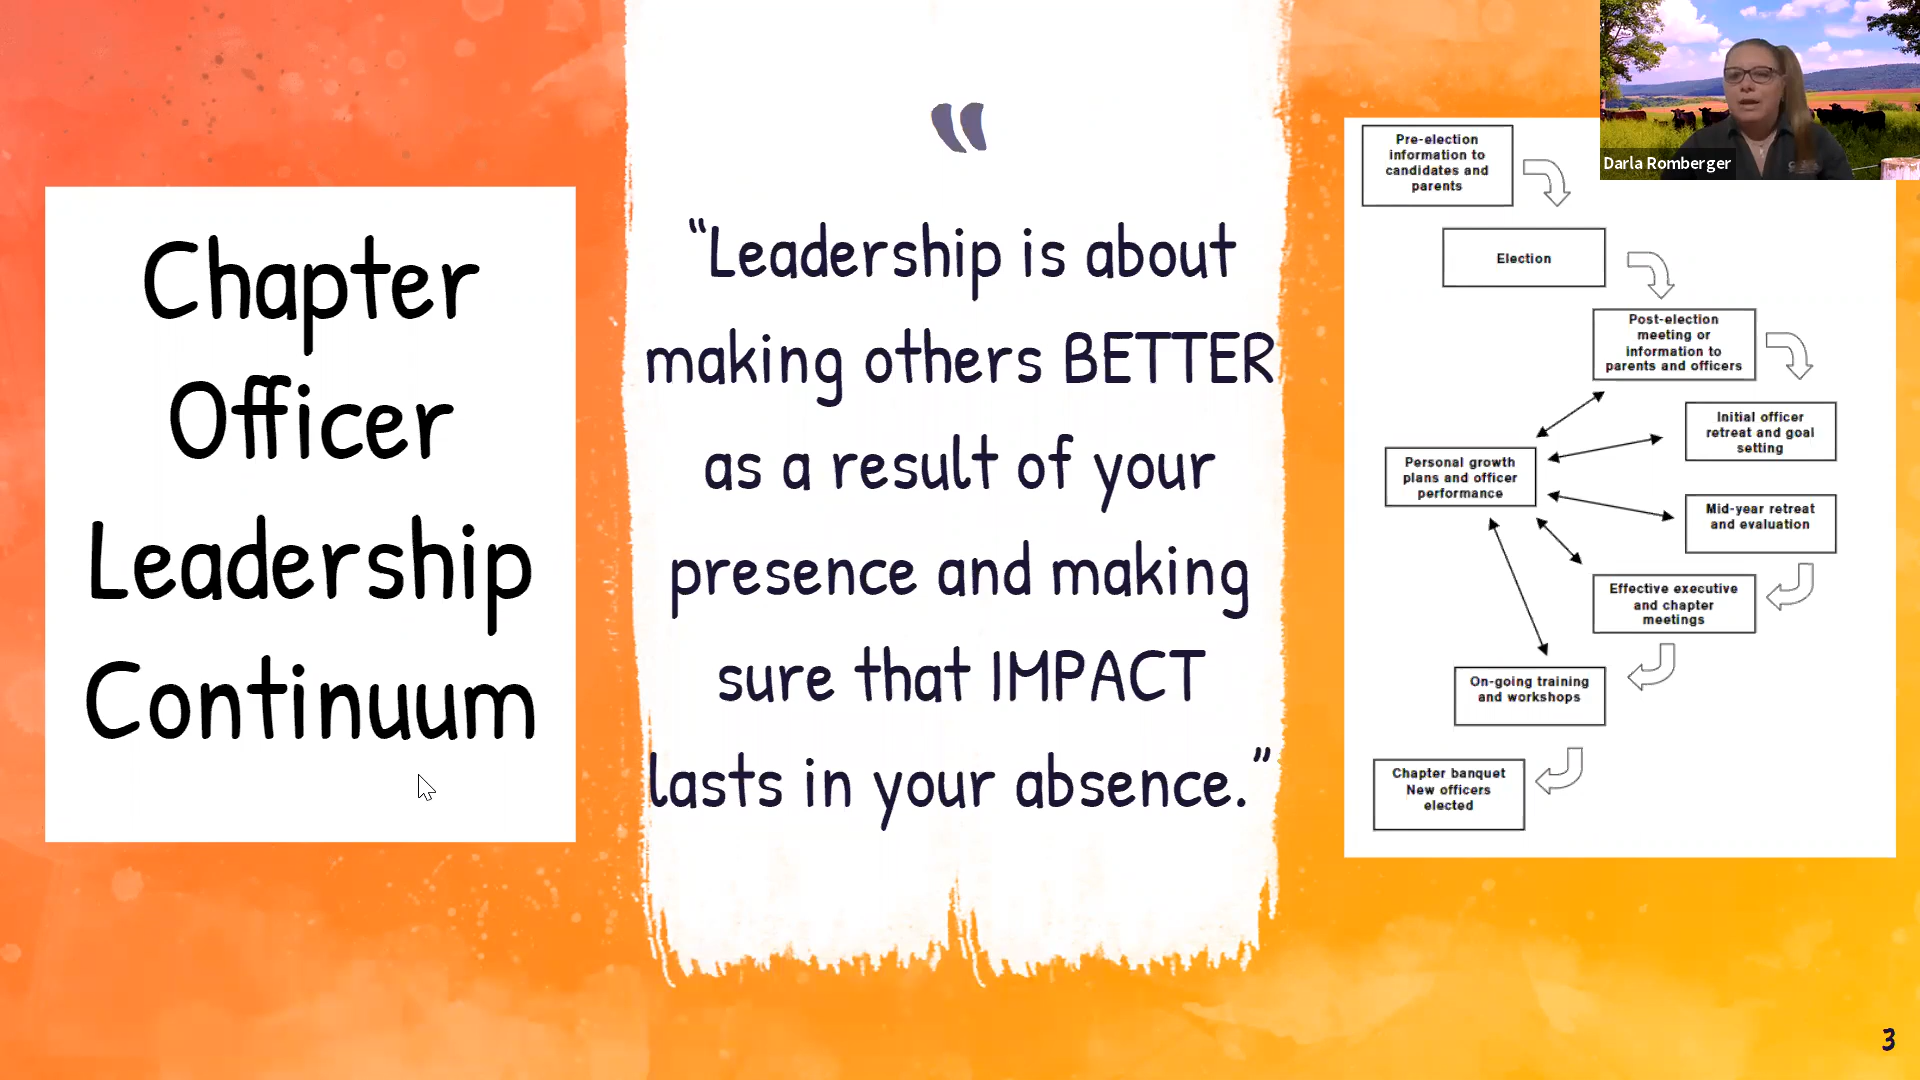 Chapter
Officer
Leadership
Continuum
“
“Leadership is about
making others BETTER
as a result of your
presence and making
sure that IMPACT
lasts in your absence.”
Pre-election
information to
candidates and
parents
Election
Post-election
meeting or
information to
parents and officers
Initial officer
retreat and goal
setting
Personal growth
plans and officer
performance
Mid-year retreat
and evaluation
Effective executive
and chapter
meetings
On-going training
and workshops
Chapter banquet
New officers
elected
Darla Romberger
3